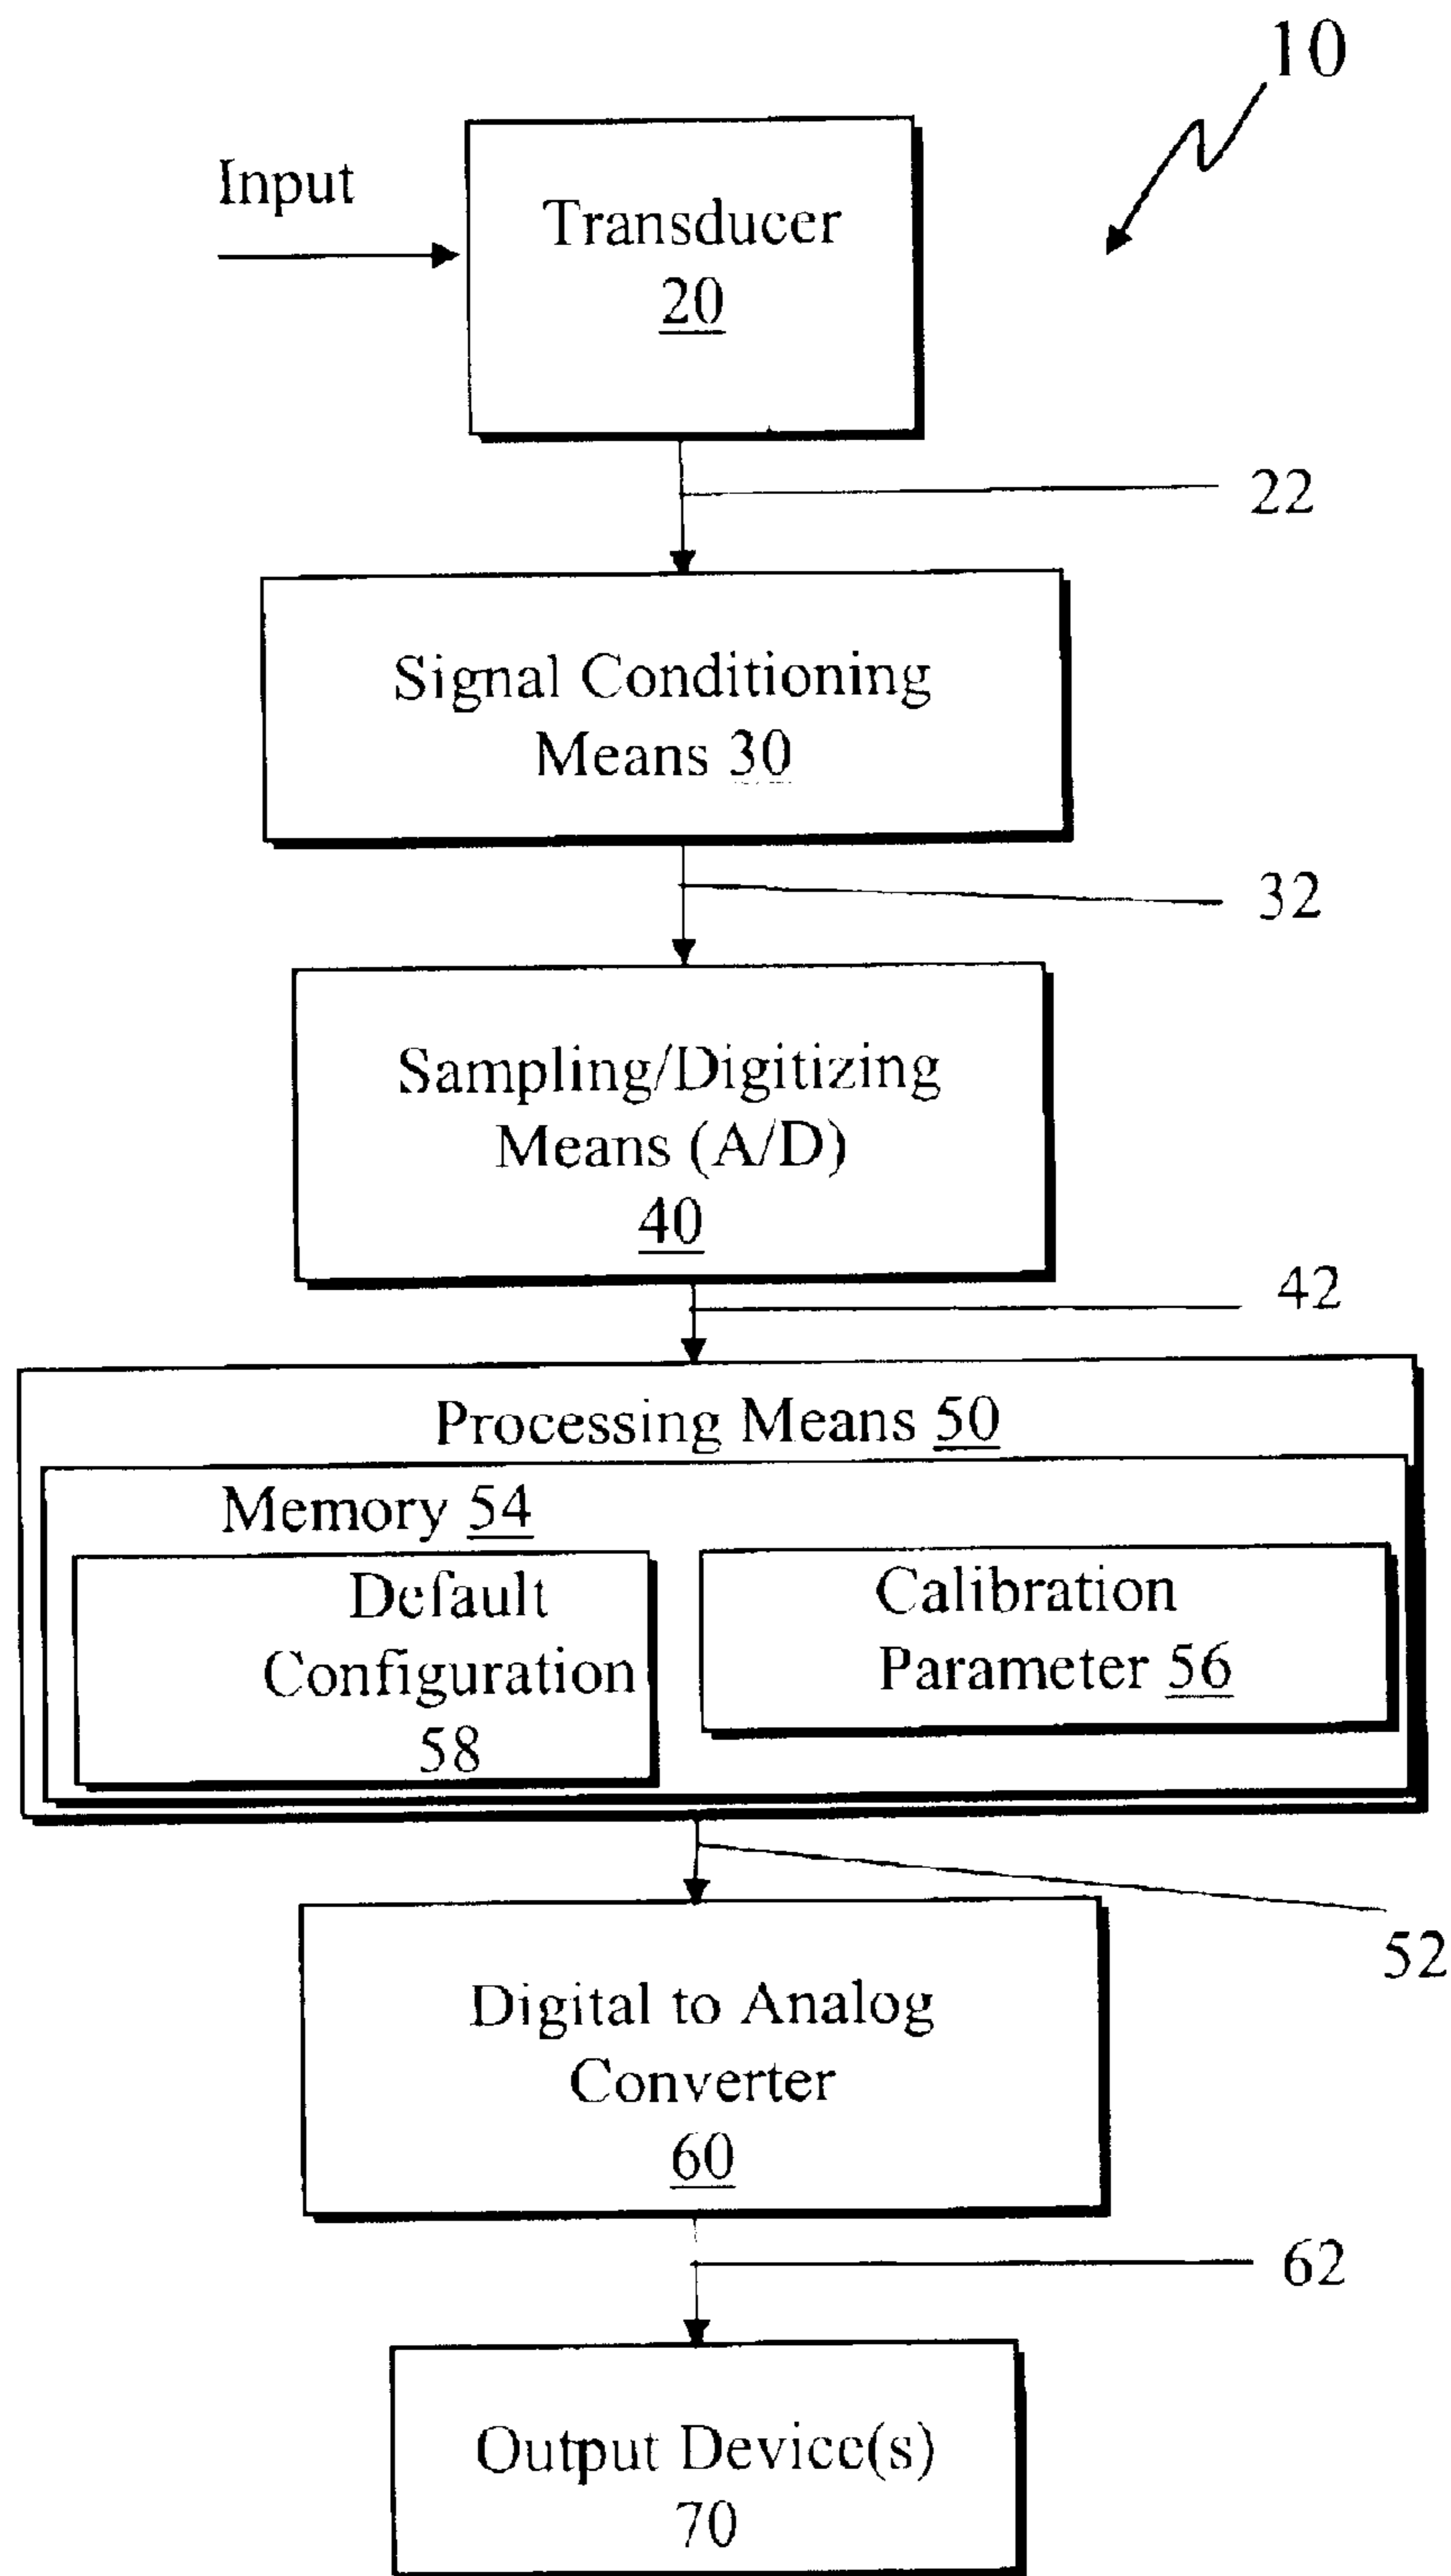 10
Input
Transducer
20
22
Signal Conditioning
Means 30
32
Sampling/Digitizing
Means (A/D)
40
42
Processing Means 50
Memory 54
Default
Configuration
58
Calibration
Parameter 56
52
Digital to Analog
Converter
60
62
Output Device(s)
70